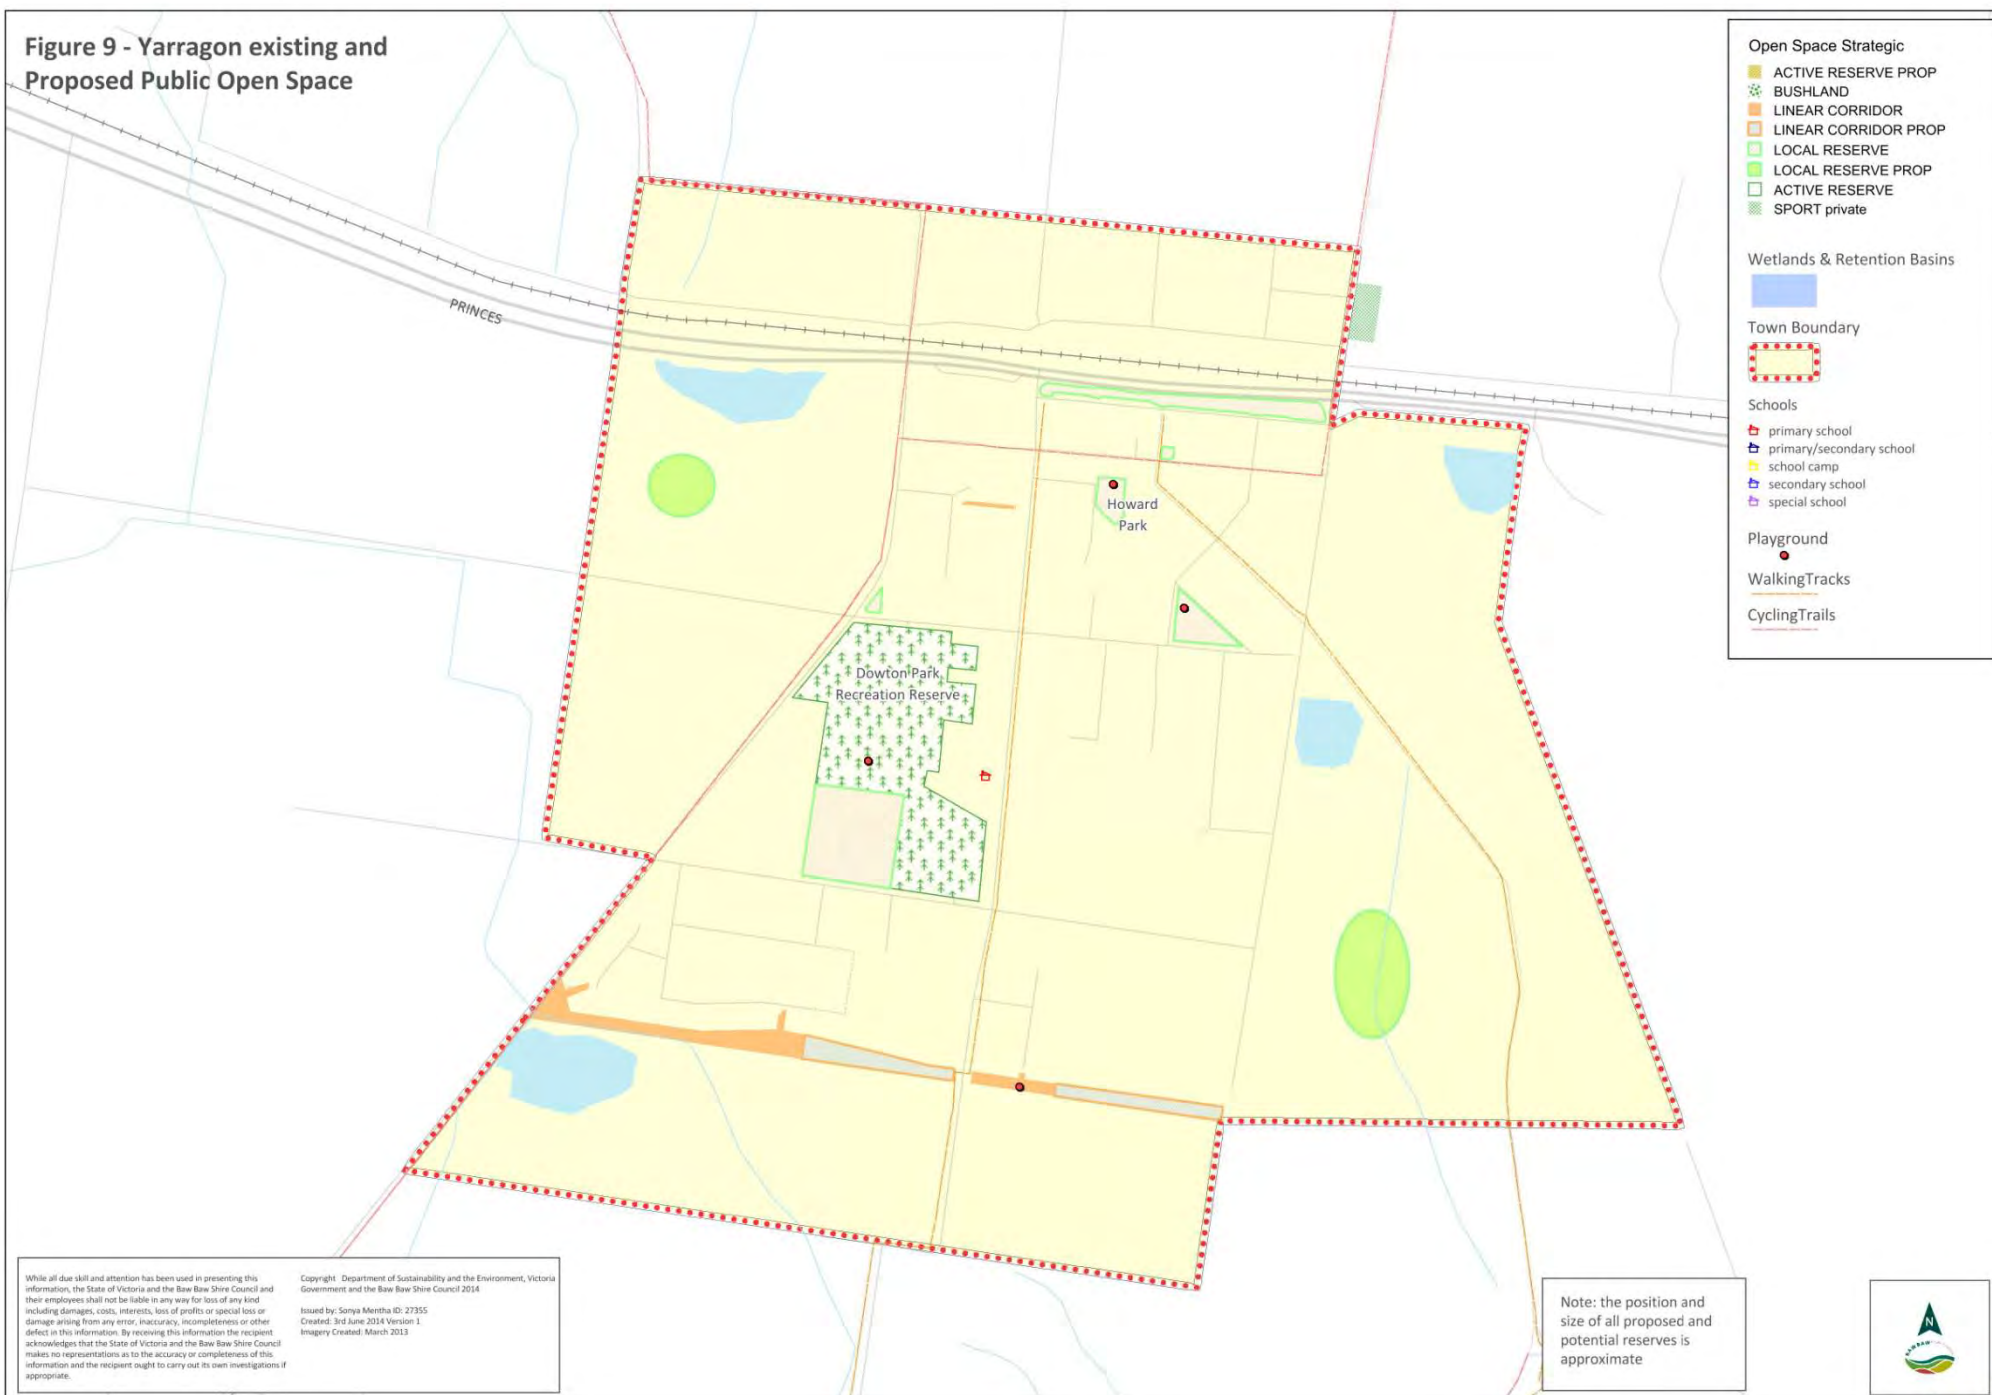 Figure 9 - Yarragon existing and
Proposed Public Open Space
PRINCES
Howard
Park
Dowton Park
Recreation Reserve
Open Space Strategic
ACTIVE RESERVE PROP
BUSHLAND
LINEAR CORRIDOR
LINEAR CORRIDOR PROP
LOCAL RESERVE
LOCAL RESERVE PROP
ACTIVE RESERVE
SPORT private
Wetlands & Retention Basins
Town Boundary
Schools
primary school
primary/secondary school
school camp
secondary school
special school
Playground
WalkingTracks
CyclingTrails
While all due skill and attention has been used in presenting this
information, the State of Victoria and the Baw Baw Shire Council and
their employees shall not be liable in any way for loss of any kind
including damages, costs, interests, loss of profits or special loss or
damage arising from any error, inaccuracy, incompleteness or other
defect in this information. By receiving this information the recipient
acknowledges that the State of Victoria and the Baw Baw Shire Council
makes no representations as to the accuracy or completeness of this
information and the recipient ought to carry out its own investigations if
appropriate.
Copyright Department of Sustainability and the Environment, Victoria
Government and the Baw Baw Shire Council 2014
Issued by: Sonya Mentha ID: 27355
Created: 3rd June 2014 Version 1
Imagery Created: March 2013
Note: the position and
size of all proposed and
potential reserves is
approximate
N
BAWBAW